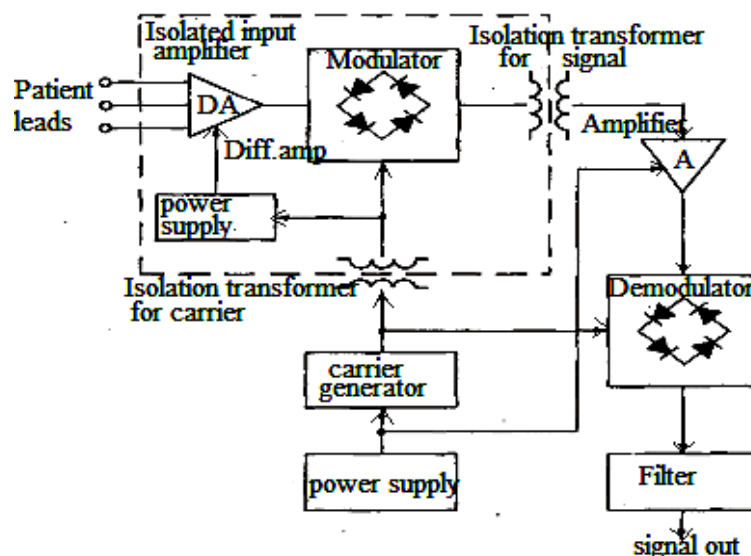 Isolated input
amplifier
Patient
leads
DA
Diff.amp
Modulator
Isolation transformer
for signal
Amplifier
A
power
supply
Isolation transformer
for carrier
Demodulator
carrier
generator
power supply
Filter
signal out